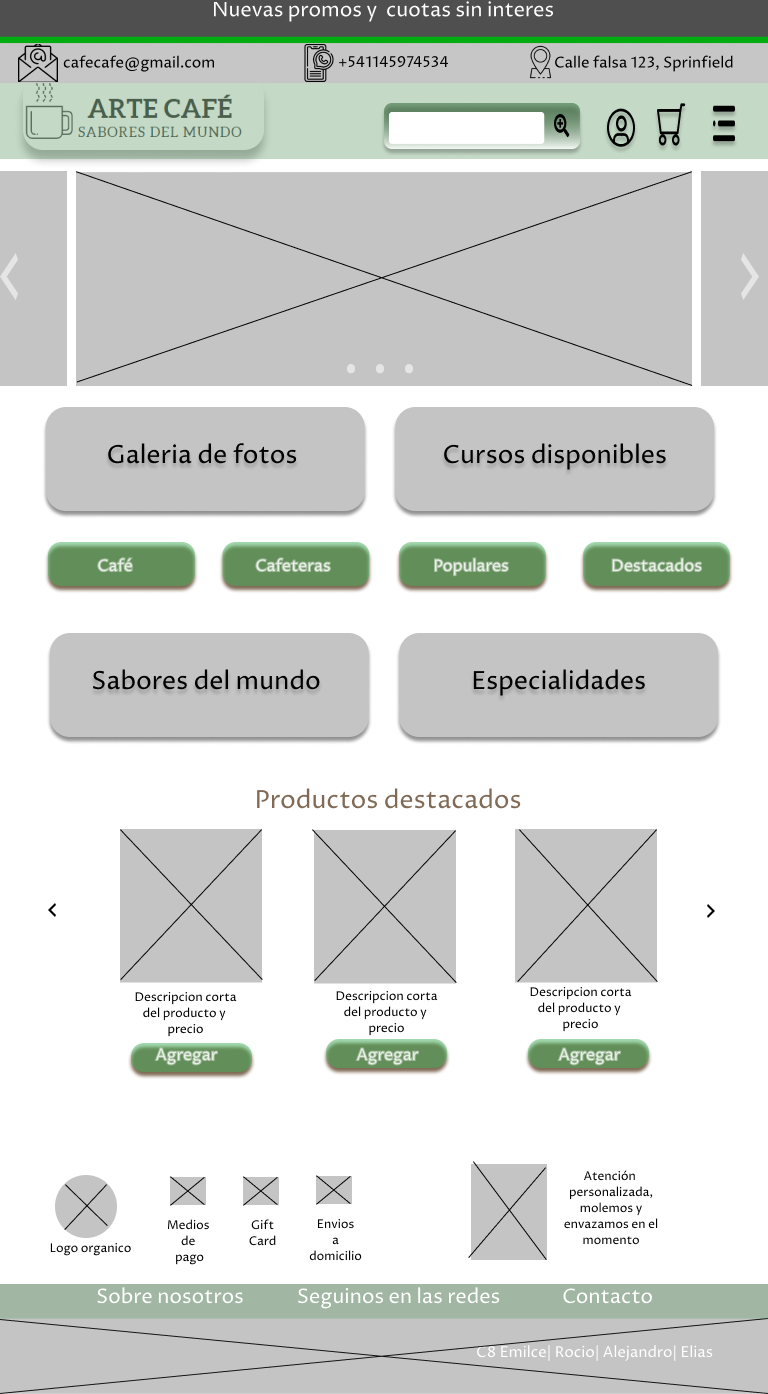 Nuevas promos y cuotas sin interes
cafecafe@gmail.com
+541145974534
Calle falsa 123, Sprinfield
ARTE CAFÉ
SABORES DEL MUNDO
Galeria de fotos
Cursos disponibles
Café
Cafeteras
Populares
Destacados
Sabores del mundo
Especialidades
Productos destacados
Descripcion corta
del producto y
precio
Agregar
Descripcion corta
del producto y
precio
Agregar
Descripcion corta
del producto y
precio
Agregar
Logo organico
Medios
de
pago
Gift
Card
Envios
a
domicilio
Atención
personalizada,
molemos y
envazamos en el
momento
Sobre nosotros
Seguinos en las redes
Contacto
C8 Emilce| Rocio| Alejandro| Elias